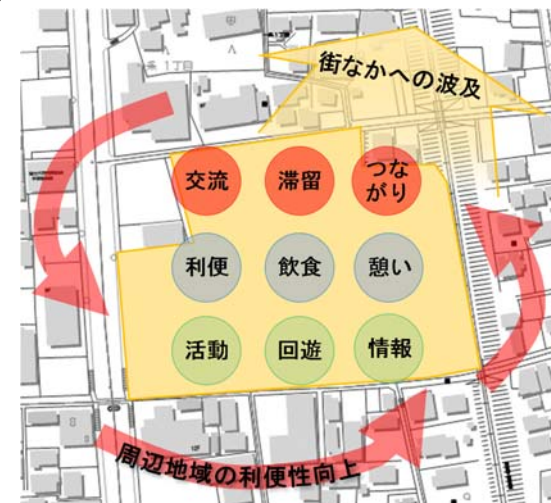 街なかへの波及
交流
滞留
つな
がり
利便
飲食
憩い
活動
回遊
情報
周辺地域の利便性向上